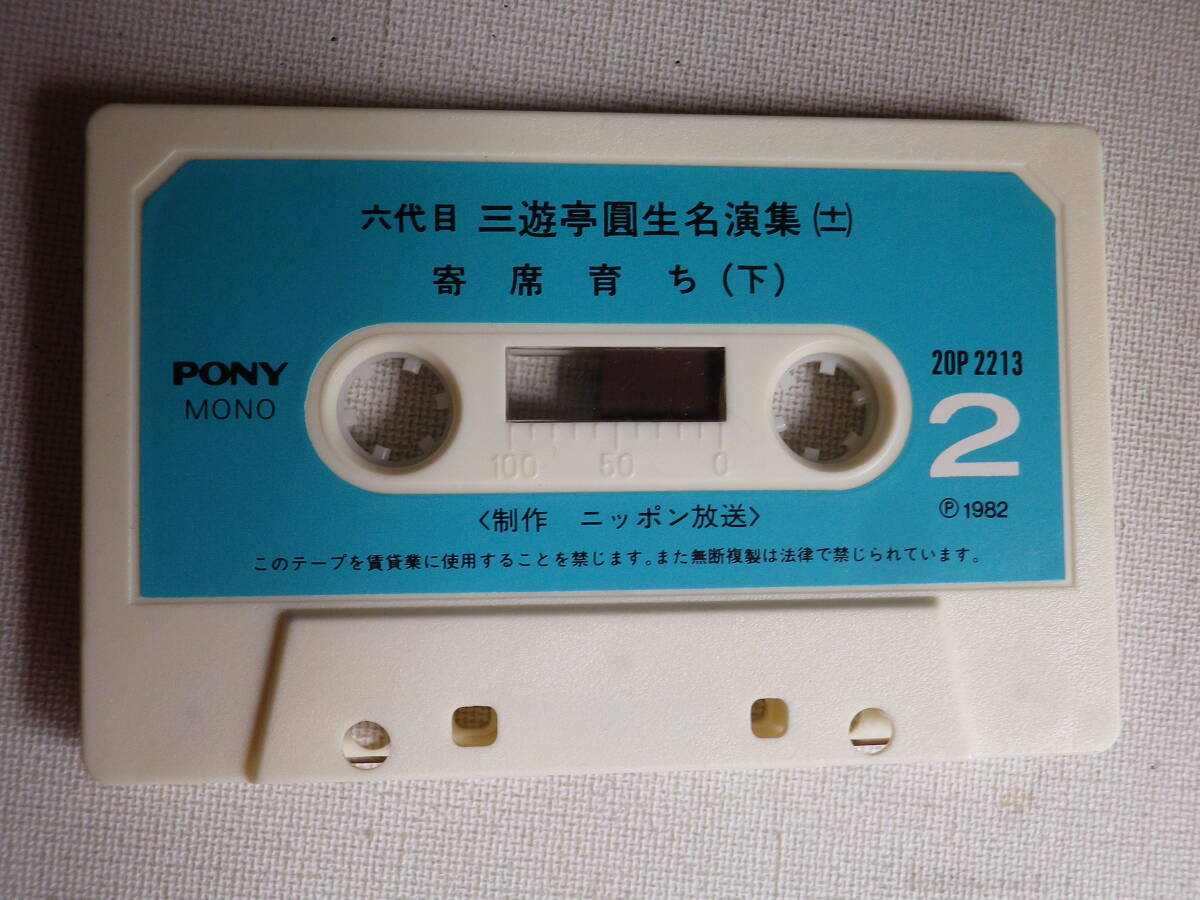 六代目 三遊亭圓生名演集(十二)
寄席育ち(下)
PONY
MONO
20P 2213
2
Ⓟ1982
100 50 0
〈制作 ニッポン放送〉
このテープを賃貸業に使用することを禁じます。また無断複製は法律で禁じられています。